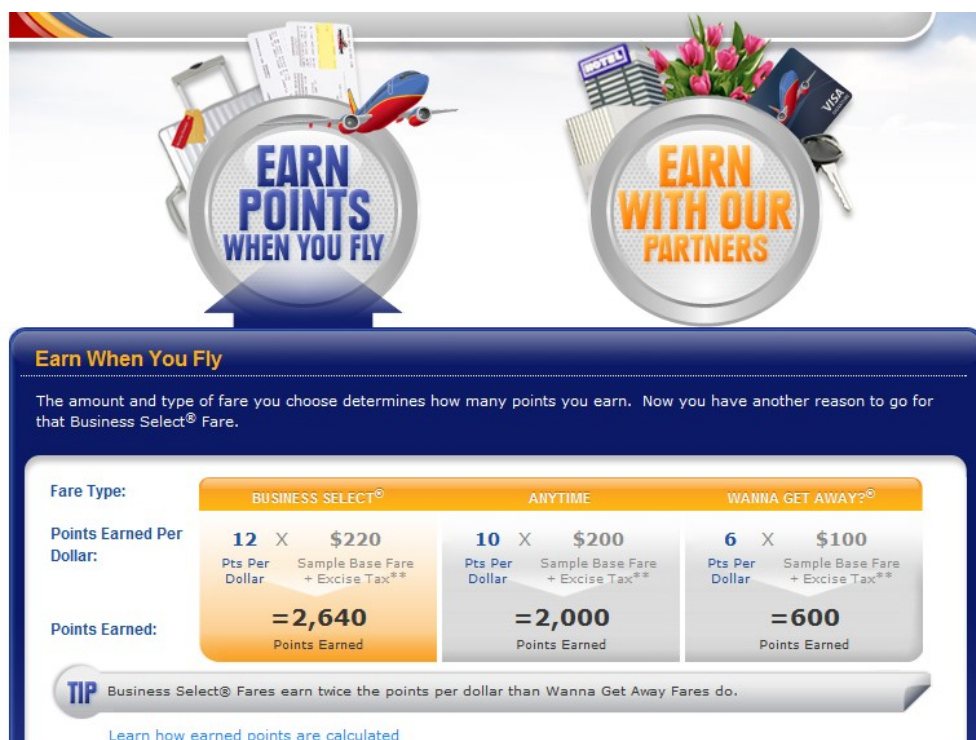 HOTEL
VISA
SIGNATURE
EARN
POINTS
WHEN YOU FLY
EARN
WITH OUR
PARTNERS
Earn When You Fly
The amount and type of fare you choose determines how many points you earn.  Now you have another reason to go for
that Business Select® Fare.
Fare Type:
BUSINESS SELECT®
ANYTIME
WANNA GET AWAY?®
Points Earned Per
Dollar:
12 X $220
Pts Per
Dollar
Sample Base Fare
+ Excise Tax**
10 X $200
Pts Per
Dollar
Sample Base Fare
+ Excise Tax**
6 X $100
Pts Per
Dollar
Sample Base Fare
+ Excise Tax**
Points Earned:
=2,640
Points Earned
=2,000
Points Earned
=600
Points Earned
TIP Business Select® Fares earn twice the points per dollar than Wanna Get Away Fares do.
Learn how earned points are calculated